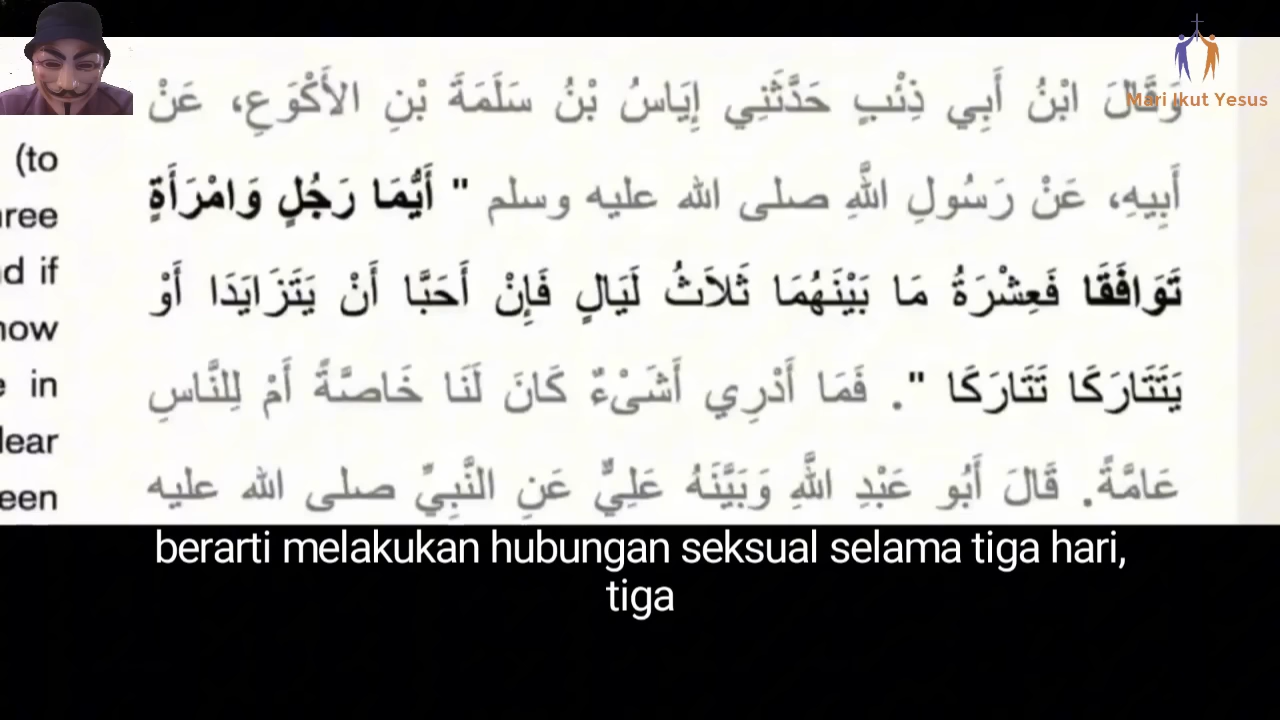 Mari Ikut Yesus
وَقَالَ ابْنُ أَبِي ذِئْبٍ حَدَّثَنِي إِيَاسُ بْنُ سَلَمَةَ بْنِ الأَكْوَعِ، عَنْ
أَبِيهِ، عَنْ رَسُولِ اللَّهِ صلى الله عليه وسلم " أَيُّمَا رَجُلٍ وَامْرَأَةٍ
تَوَافَقَا فَعِشْرَةُ مَا بَيْنَهُمَا ثَلاَثُ لَيَالٍ فَإِنْ أَحَبَّا أَنْ يَتَزَايَدَا أَوْ
يَتَتَارَكَا تَتَارَكَا ". فَمَا أَدْرِي أَشَىْءٌ كَانَ لَنَا خَاصَّةً أَمْ لِلنَّاسِ
عَامَّةً. قَالَ أَبُو عَبْدِ اللَّهِ وَبَيَّنَهُ عَلِيٌّ عَنِ النَّبِيِّ صلى الله عليه
(to
ree
d if
now
e in
lear
een
berarti melakukan hubungan seksual selama tiga hari,
tiga